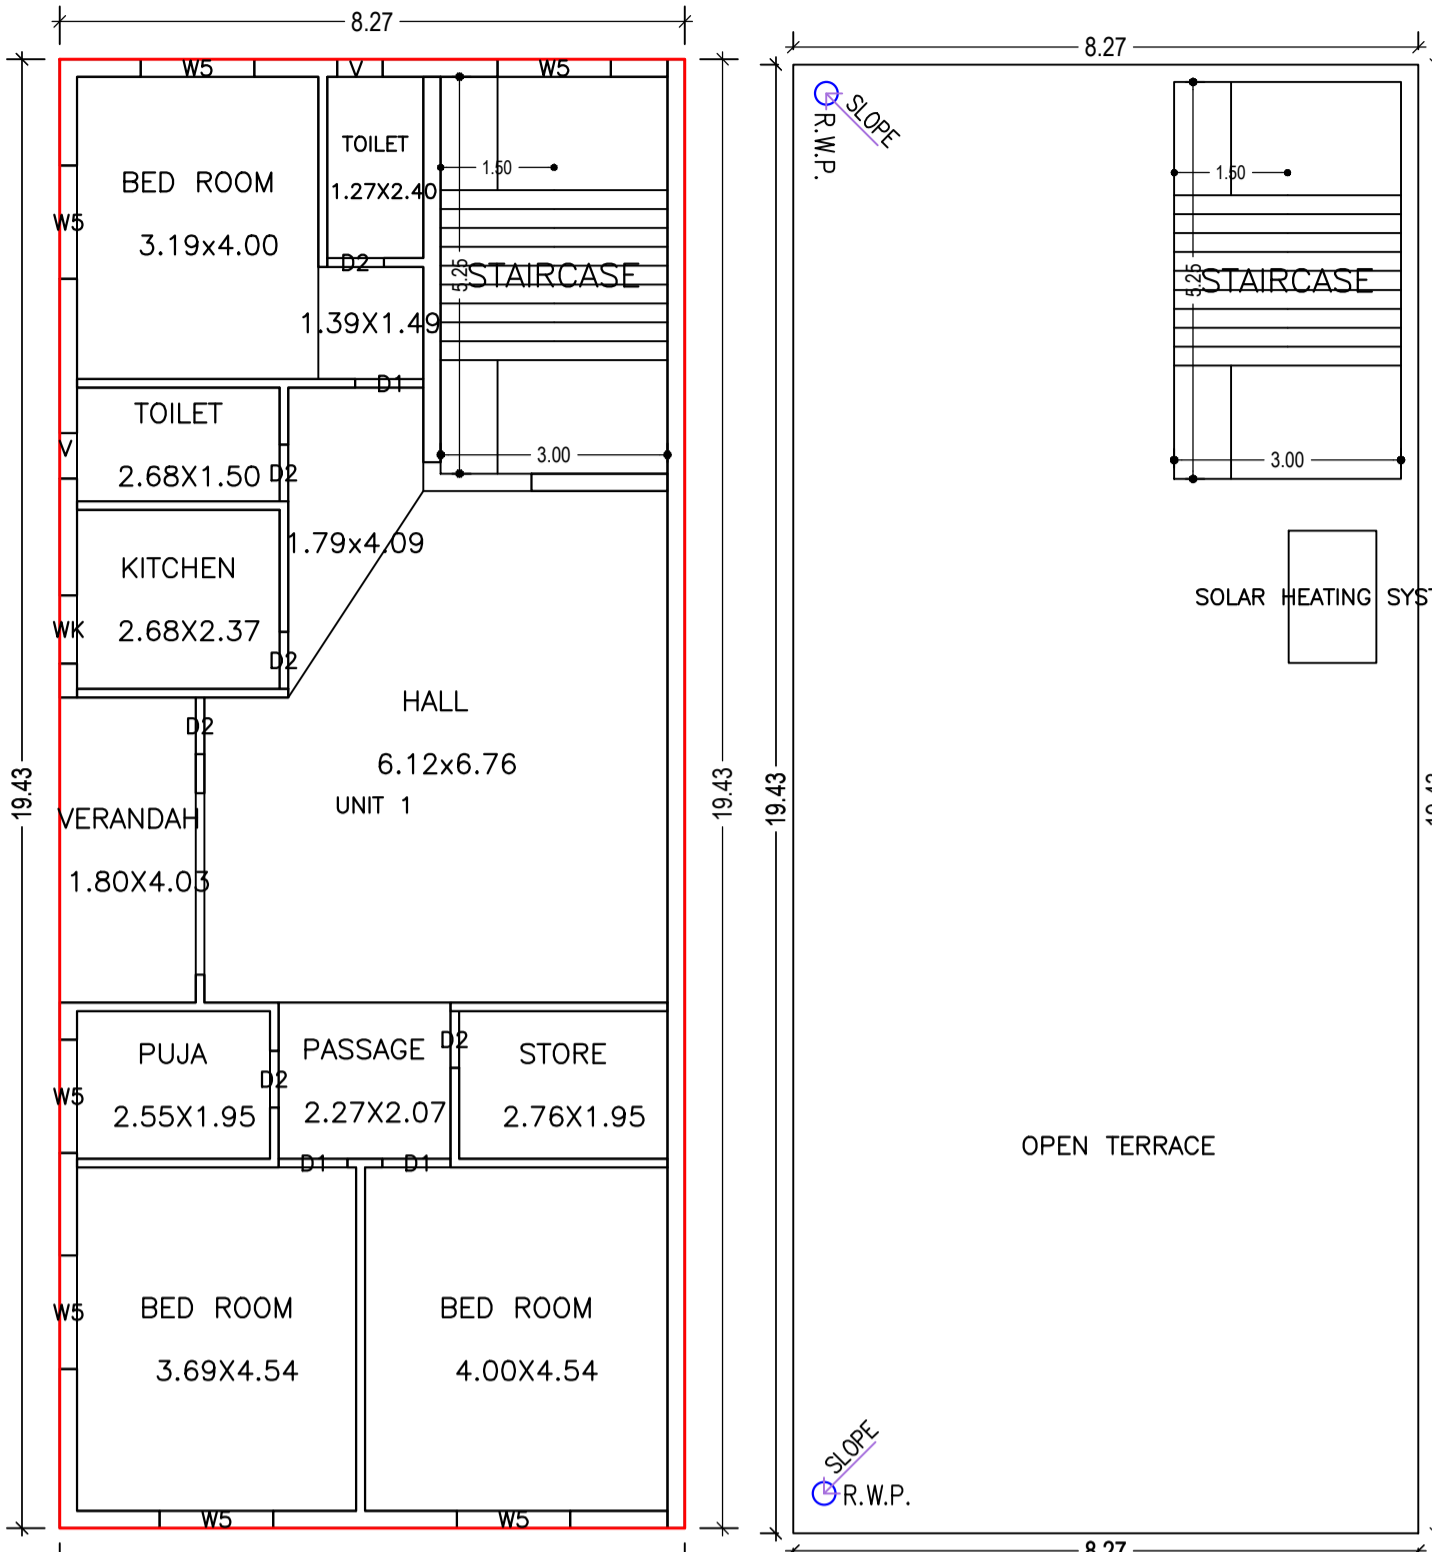 8.27
W5
V
W5
TOILET
1.27X2.40
BED ROOM
3.19x4.00
W5
1.50
D2
5.25
STAIRCASE
1.39X1.49
D1
TOILET
2.68X1.50
V
D2
3.00
1.79x4.09
KITCHEN
2.68X2.37
WK
D2
HALL
6.12x6.76
UNIT 1
D2
VERANDAH
1.80X4.03
19.43
19.43
PUJA
2.55X1.95
W5
D2
PASSAGE
2.27X2.07
D2
STORE
2.76X1.95
D1
D1
BED ROOM
3.69X4.54
W5
BED ROOM
4.00X4.54
W5
W5
8.27
SLOPE
R.W.P.
1.50
5.25
STAIRCASE
3.00
SOLAR HEATING SYST
19.43
OPEN TERRACE
SLOPE
R.W.P.
8.27